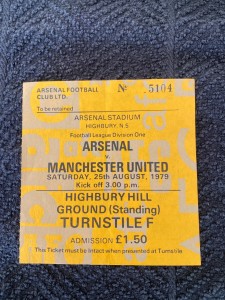 ARSENAL FOOTBALL
CLUB LTD.
Nº 5104
To be retained
ARSENAL STADIUM
HIGHBURY, N.5
Football League Division One
ARSENAL
v.
MANCHESTER UNITED
SATURDAY, 25th AUGUST, 1979
Kick off 3.00 p.m.
HIGHBURY HILL
GROUND (Standing)
TURNSTILE F
ADMISSION £1.50
This Ticket must be Intact when presented at Turnstile